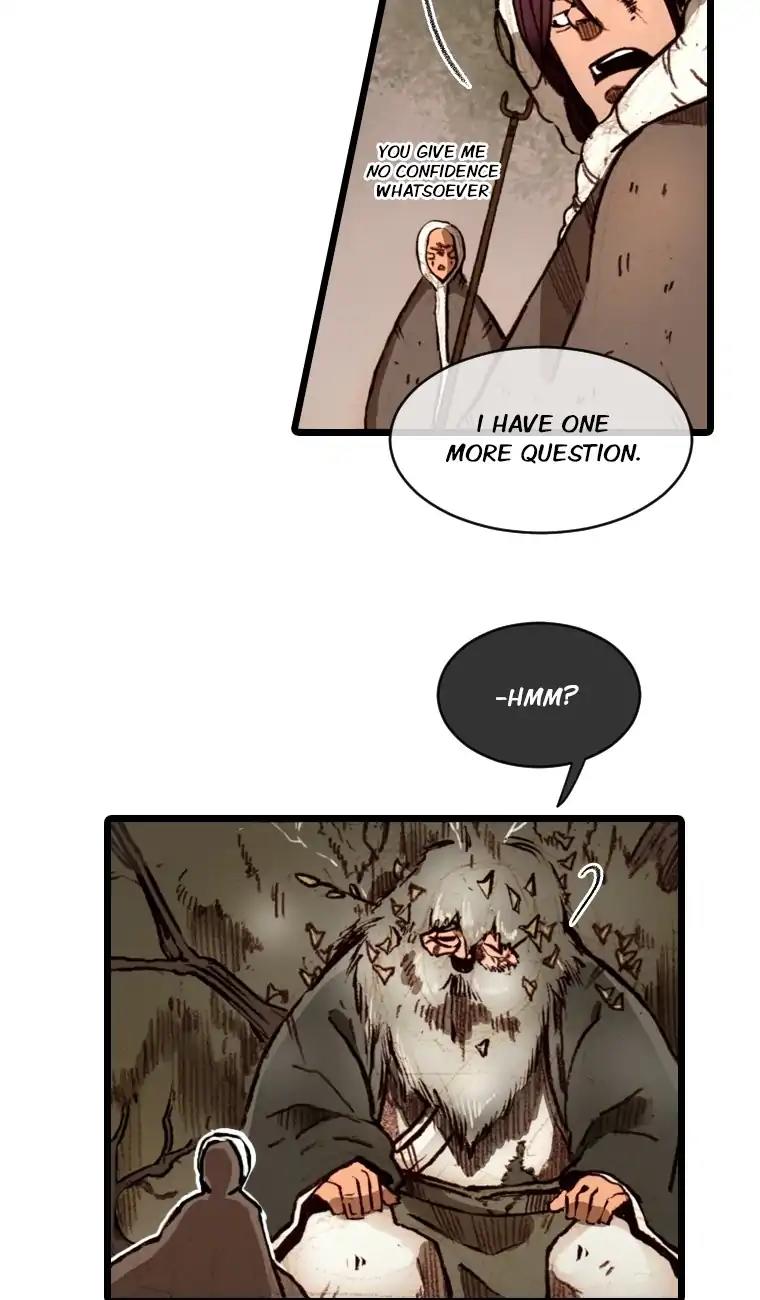 YOU GIVE ME
NO CONFIDENCE
WHATSOEVER
I HAVE ONE
MORE QUESTION.
-HMM?